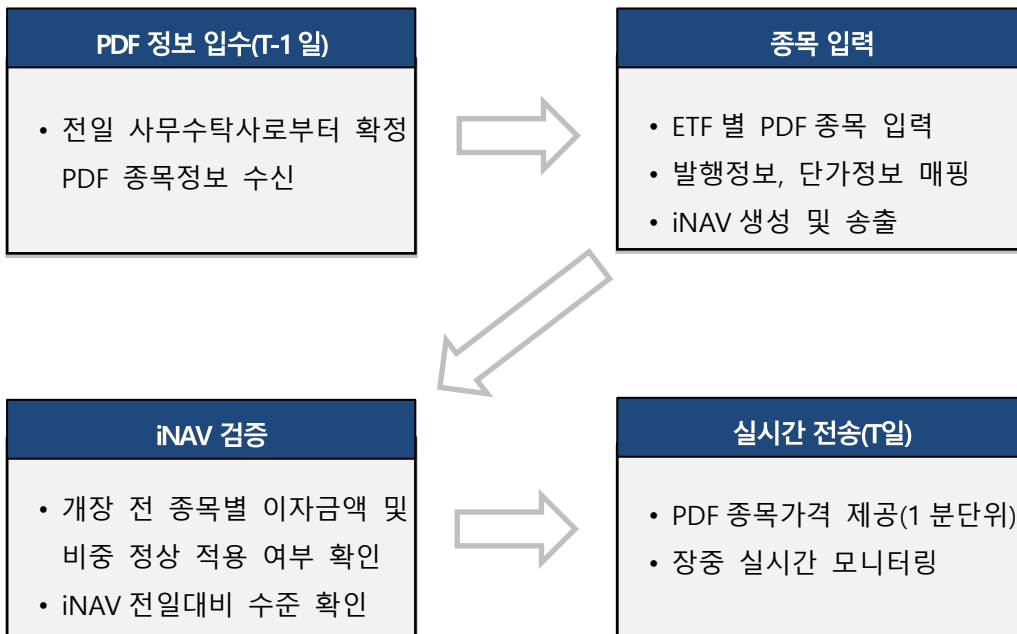 PDF 정보 입수(T-1 일)
• 전일 사무수탁사로부터 확정
PDF 종목정보 수신
종목 입력
• ETF 별 PDF 종목 입력
• 발행정보, 단가정보 매핑
• iNAV 생성 및 송출
iNAV 검증
• 개장 전 종목별 이자금액 및
비중 정상 적용 여부 확인
• iNAV 전일대비 수준 확인
실시간 전송(T일)
• PDF 종목가격 제공(1 분단위)
• 장중 실시간 모니터링